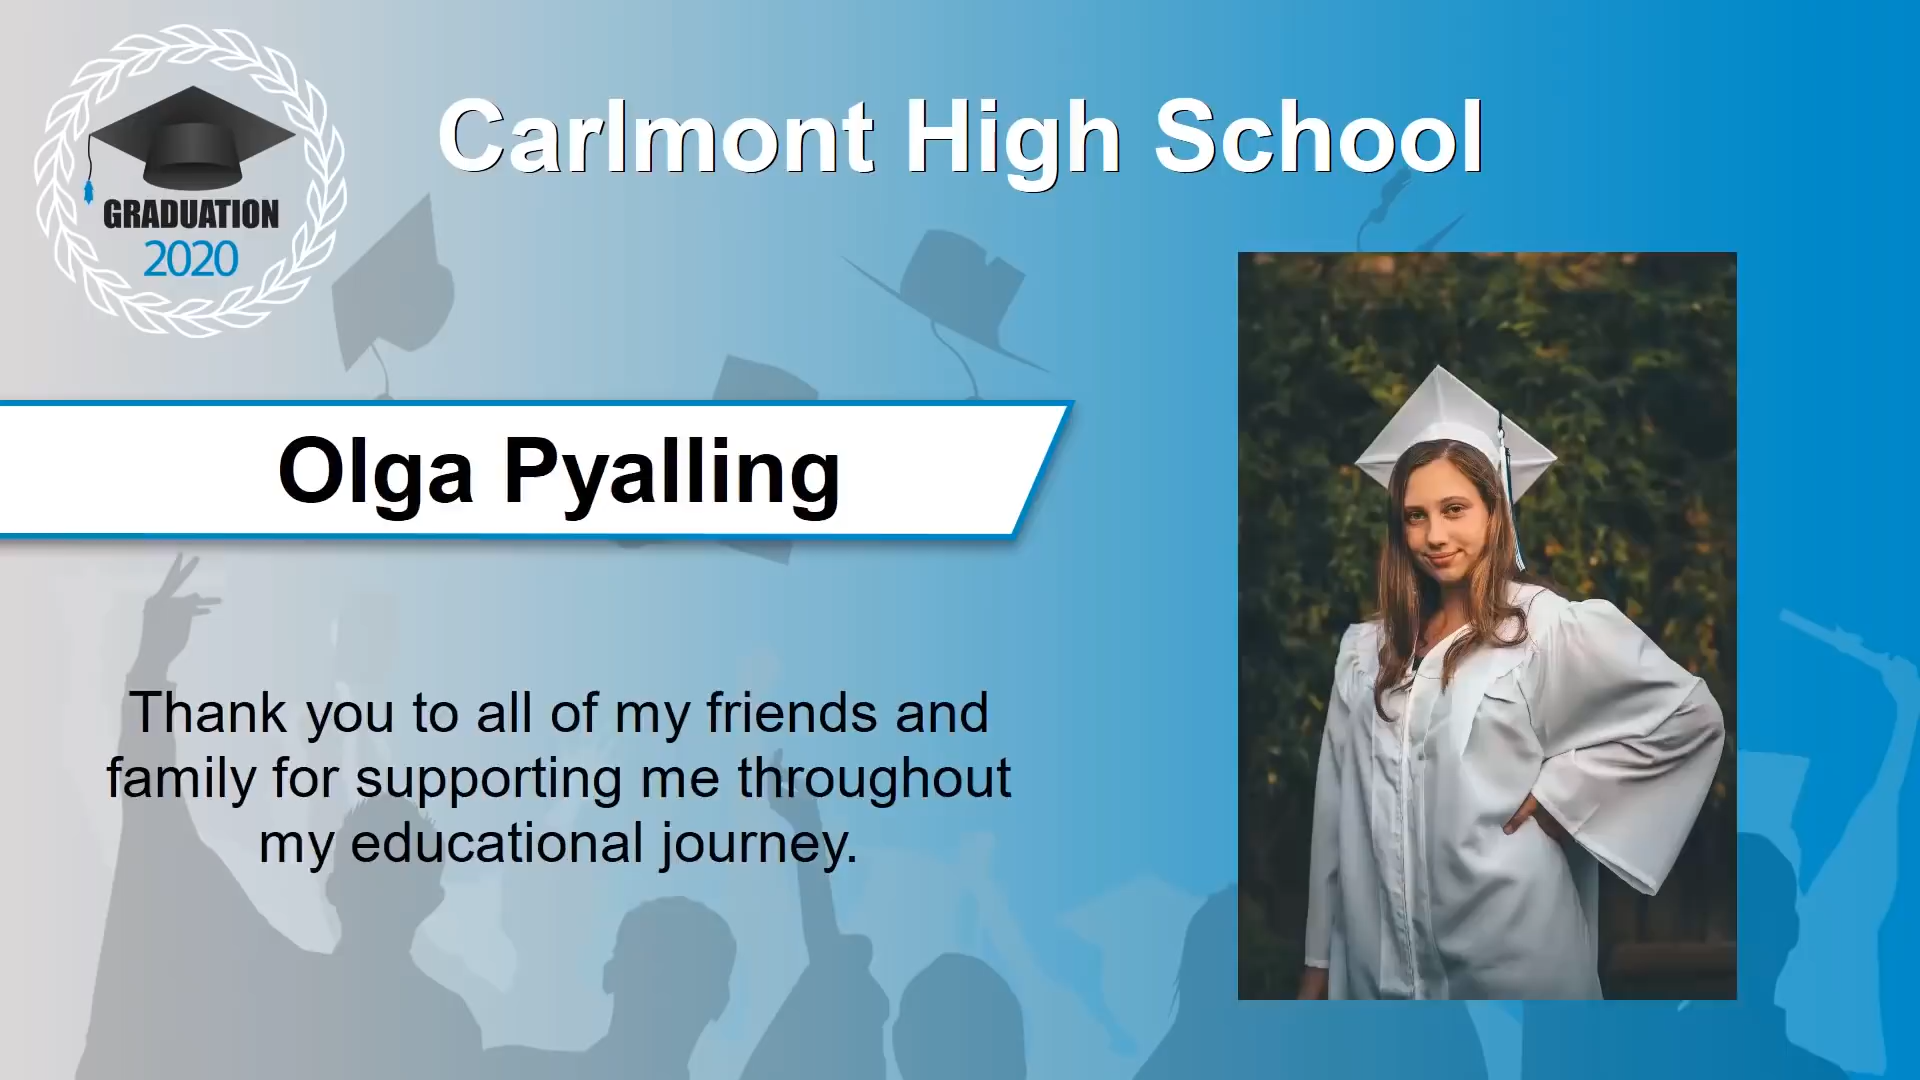 Carlmont High School
GRADUATION
2020
Olga Pyalling
Thank you to all of my friends and
family for supporting me throughout
my educational journey.